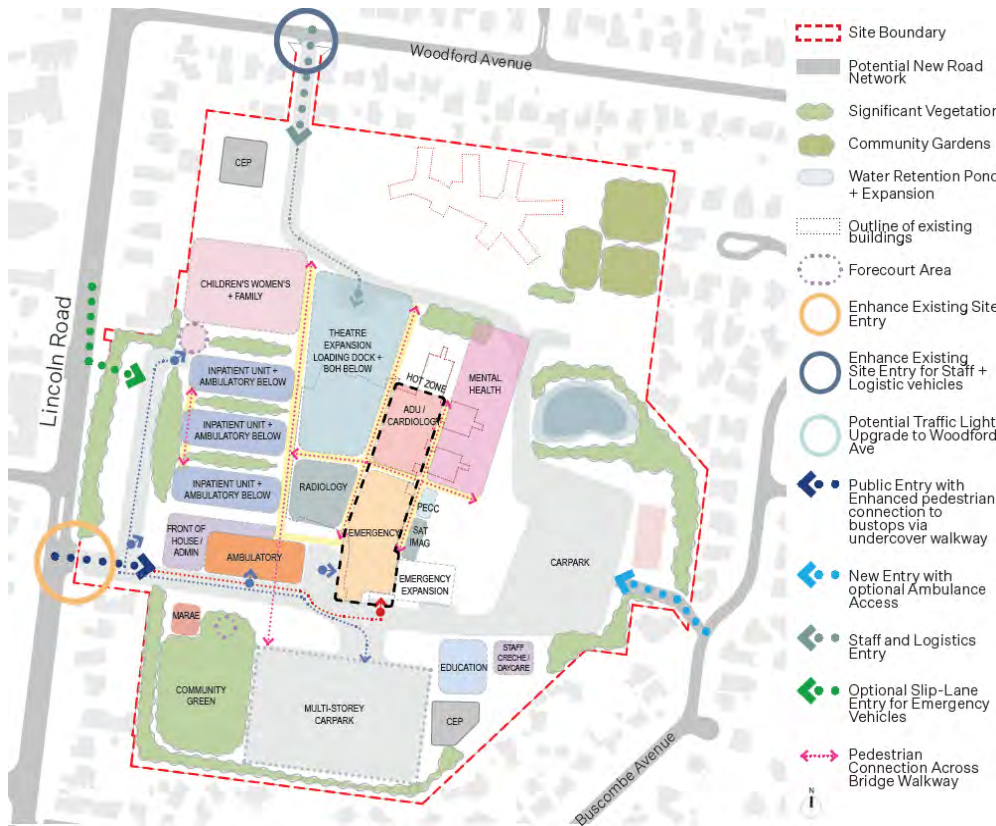 Woodford Avenue
CEP
CHILDREN'S WOMEN'S
+ FAMILY
Lincoln Road
THEATRE
EXPANSION
LOADING DOCK +
BOH BELOW
HOT ZONE
MENTAL
HEALTH
INPATIENT UNIT +
AMBULATORY BELOW
ADU /
CARDIOLOGY
INPATIENT UNIT +
AMBULATORY BELOW
INPATIENT UNIT +
AMBULATORY BELOW
RADIOLOGY
PECC
FRONT OF
HOUSE /
ADMIN
AMBULATORY
EMERGENCY
SAT
IMAG
CARPARK
EMERGENCY
EXPANSION
MARAE
EDUCATION
STAFF
CRECHE /
DAYCARE
COMMUNITY
GREEN
MULTI-STOREY
CARPARK
CEP
Buscombe Avenue
Site Boundary
Potential New Road
Network
Significant Vegetation
Community Gardens
Water Retention Pond
+ Expansion
Outline of existing
buildings
Forecourt Area
Enhance Existing Site
Entry
Enhance Existing
Site Entry for Staff +
Logistic vehicles
Potential Traffic Light
Upgrade to Woodford
Ave
Public Entry with
Enhanced pedestrian
connection to
bustops via
undercover walkway
New Entry with
optional Ambulance
Access
Staff and Logistics
Entry
Optional Slip-Lane
Entry for Emergency
Vehicles
Pedestrian
Connection Across
Bridge Walkway
N